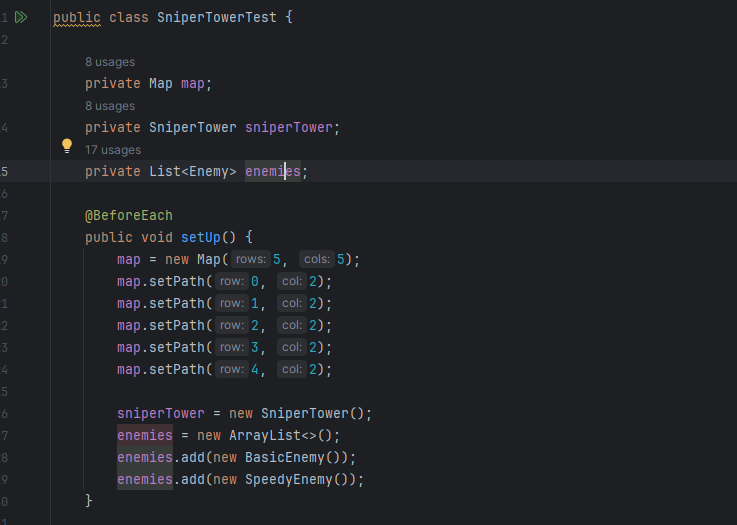 1 public class SniperTowerTest {
2
8 usages
3 private Map map;
8 usages
4 private SniperTower sniperTower;
17 usages
5 private List<Enemy> enemies;
6
7 @BeforeEach
8 public void setUp() {
9 map = new Map( rows: 5, cols: 5);
0 map.setPath( row: 0, col: 2);
1 map.setPath( row: 1, col: 2);
2 map.setPath( row: 2, col: 2);
3 map.setPath( row: 3, col: 2);
4 map.setPath( row: 4, col: 2);
5
6 sniperTower = new SniperTower();
7 enemies = new ArrayList<>();
8 enemies.add(new BasicEnemy());
9 enemies.add(new SpeedyEnemy());
0 }
1